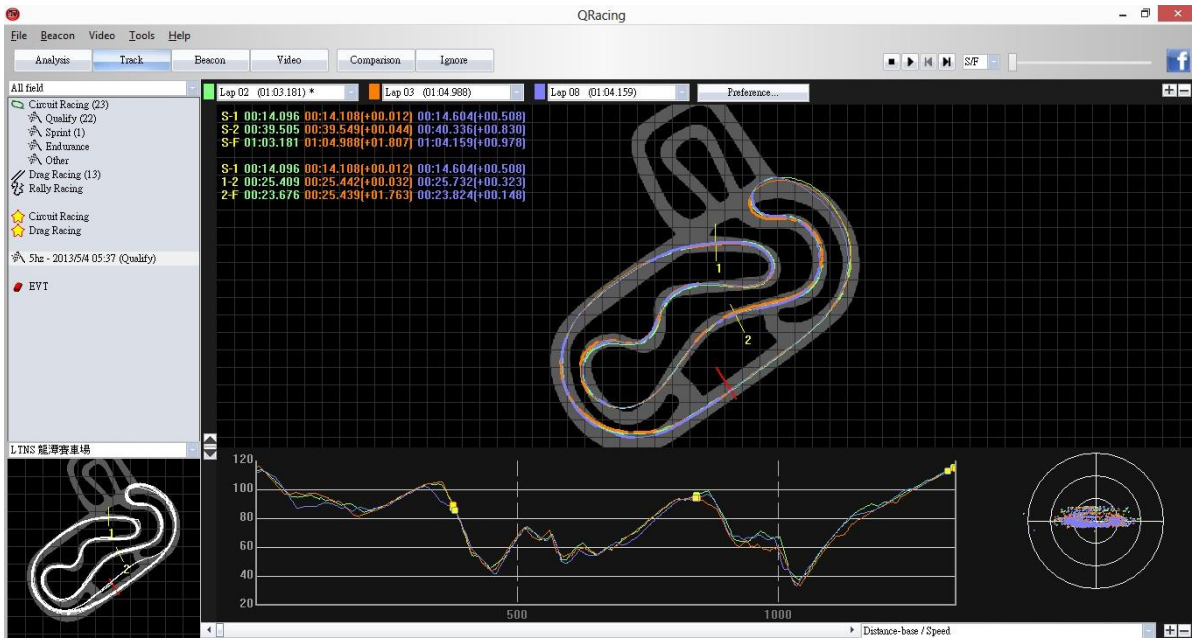 QRacing
File Beacon Video Tools Help
Analysis Track Beacon Video Comparison Ignore S/F
All field
Lap 02 (01:03.181) * Lap 03 (01:04.988) Lap 08 (01:04.159) Preference...
Circuit Racing (23)
Qualify (22)
Sprint (1)
Endurance
Other
Drag Racing (13)
Rally Racing
Circuit Racing
Drag Racing
5hz - 2013/5/4 05:37 (Qualify)
EVT
S-1 00:14.096 00:14.108(+00.012) 00:14.604(+00.508)
S-2 00:39.505 00:39.549(+00.044) 00:40.336(+00.830)
S-F 01:03.181 01:04.988(+01.807) 01:04.159(+00.978)
S-1 00:14.096 00:14.108(+00.012) 00:14.604(+00.508)
1-2 00:25.409 00:25.442(+00.032) 00:25.732(+00.323)
2-F 00:23.676 00:25.439(+01.763) 00:23.824(+00.148)
1
2
LTNS 龍潭賽車場
1
2
120
100
80
60
40
20
500 1000
Distance-base / Speed